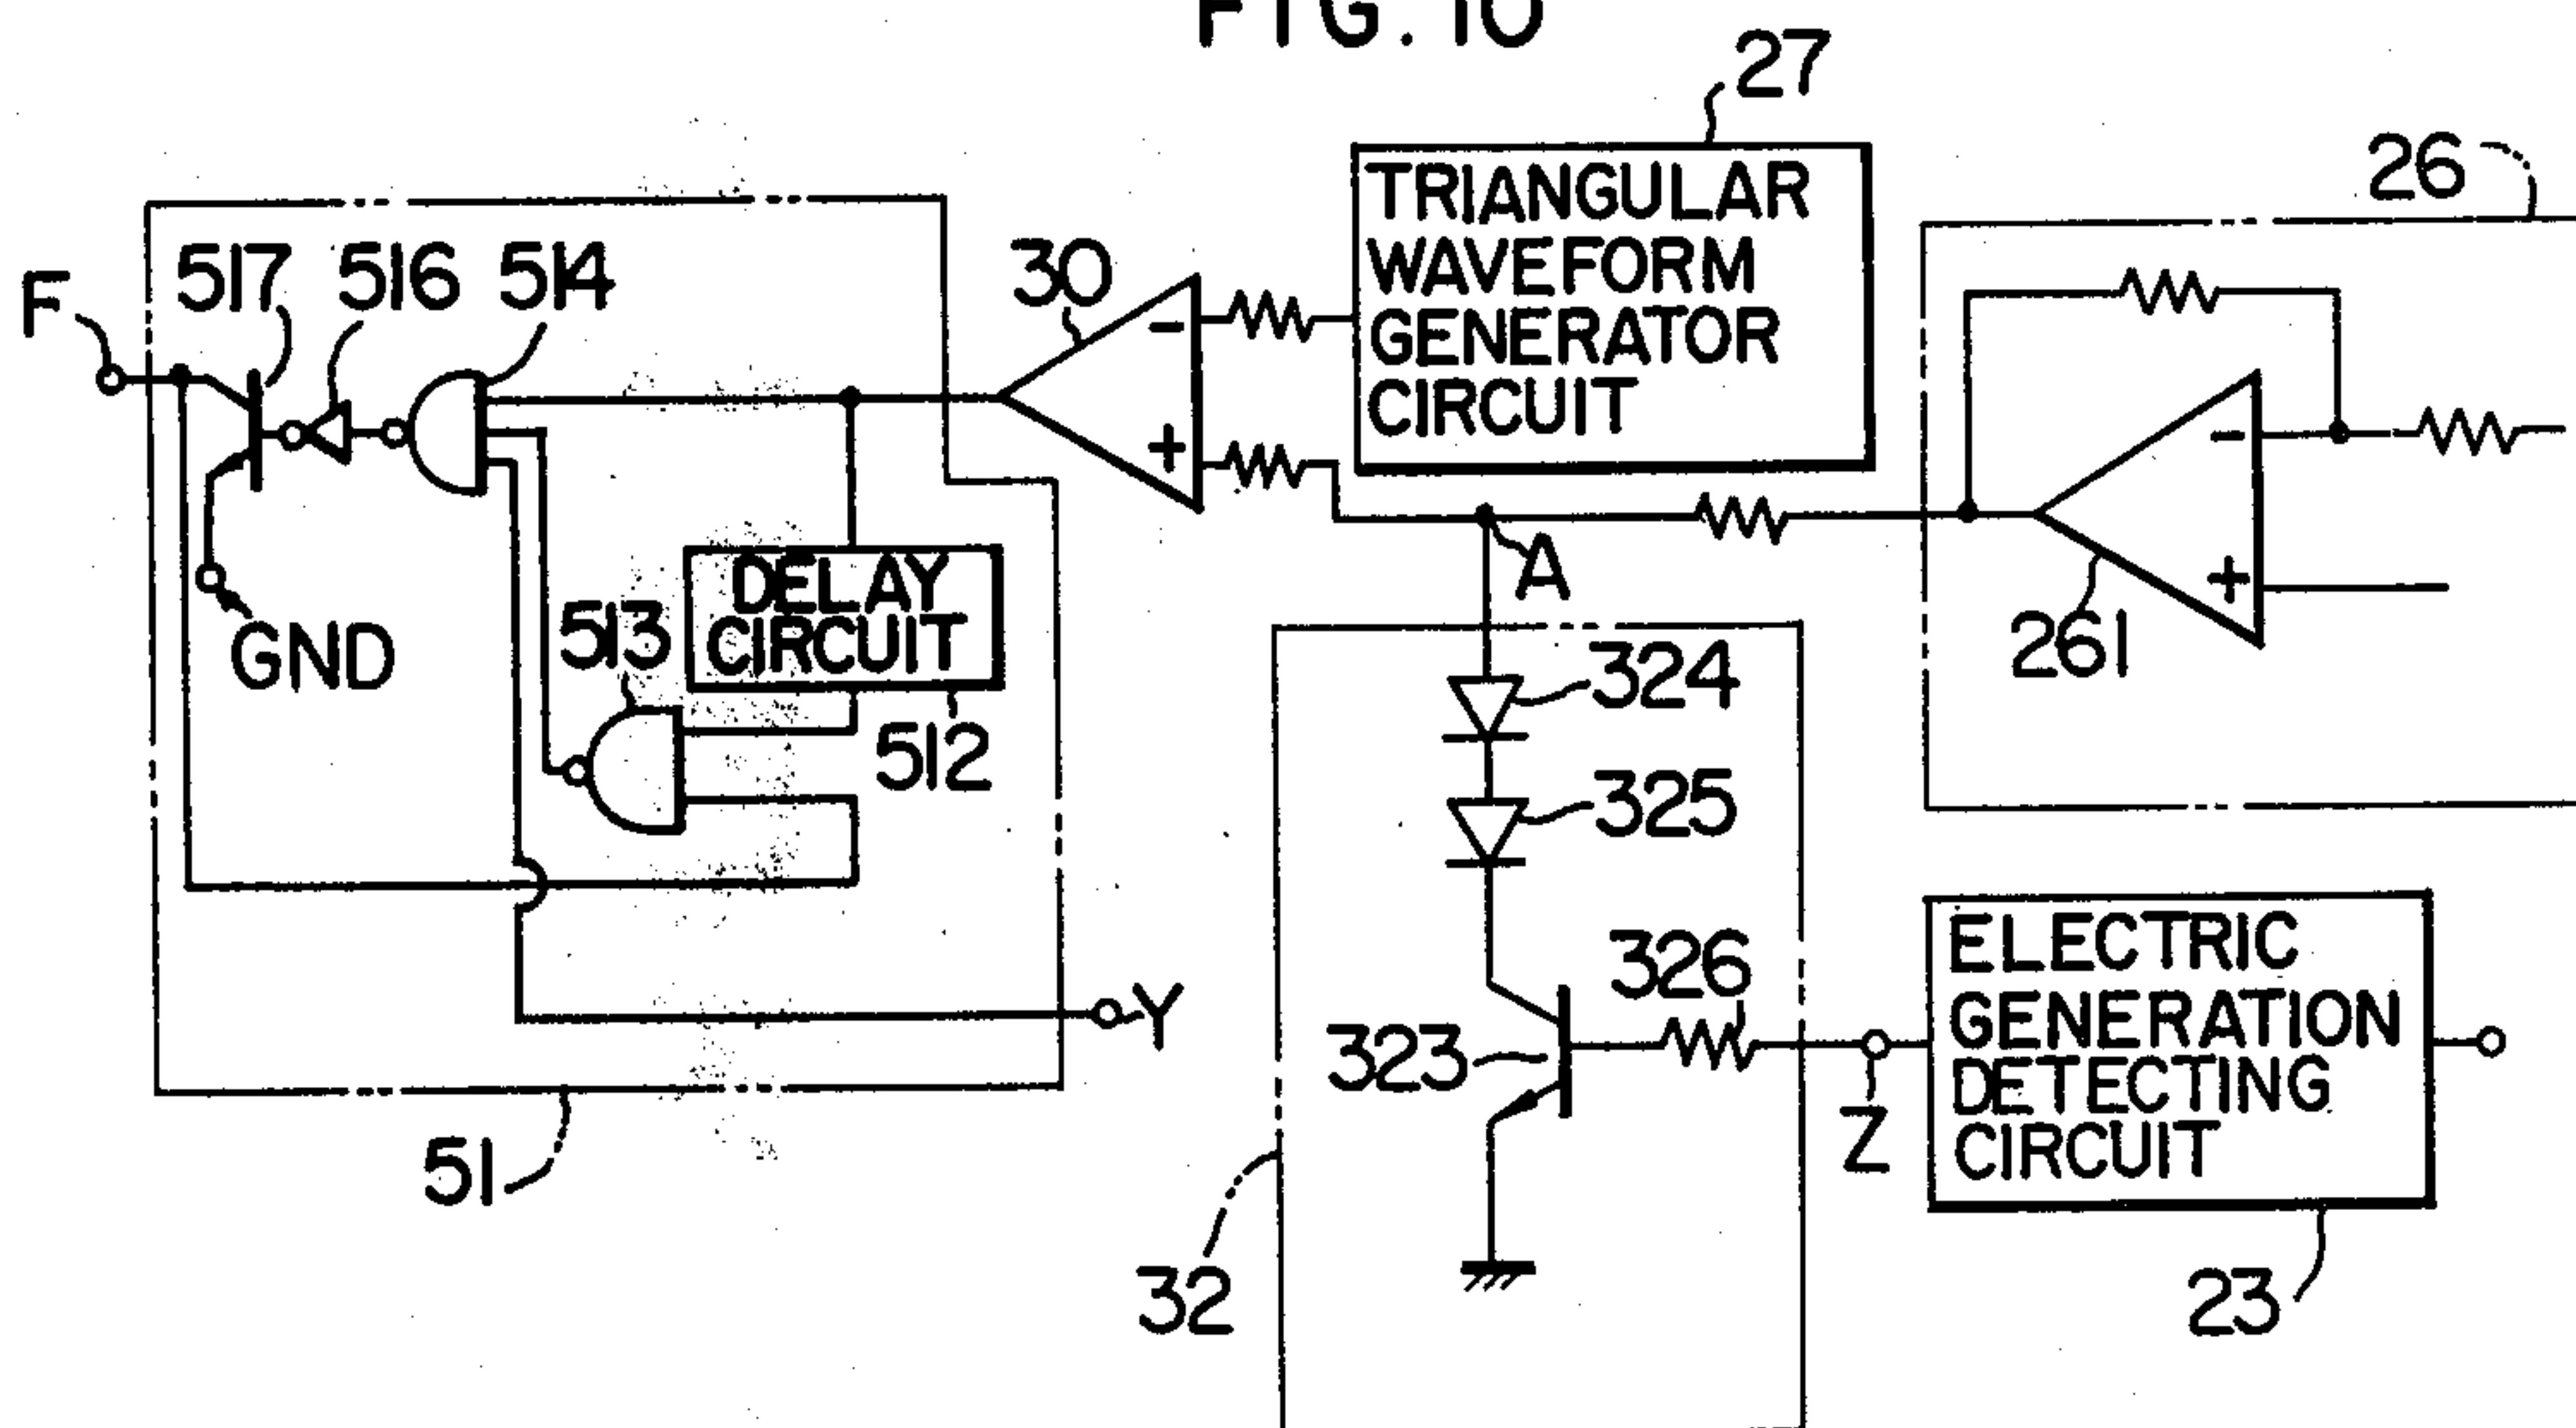 FIG. 10
27
TRIANGULAR
WAVEFORM
GENERATOR
CIRCUIT
26
30
-
+
517
516
514
F
GND
513
DELAY
CIRCUIT
512
Y
51
A
-
+
261
324
325
326
323
32
Z
ELECTRIC
GENERATION
DETECTING
CIRCUIT
23